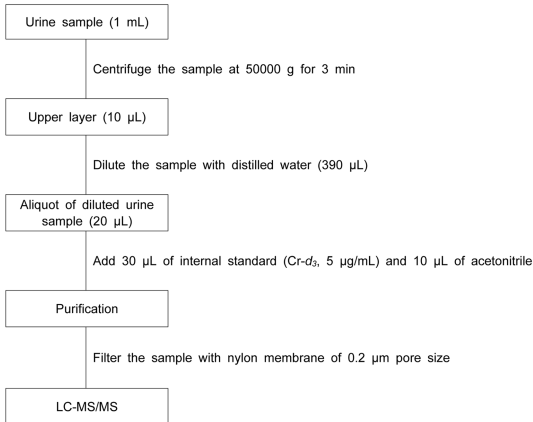 Urine sample (1 mL)
Centrifuge the sample at 50000 g for 3 min
Upper layer (10 μL)
Dilute the sample with distilled water (390 μL)
Aliquot of diluted urine
sample (20 μL)
Add 30 μL of internal standard (Cr-d₃, 5 μg/mL) and 10 μL of acetonitrile
Purification
Filter the sample with nylon membrane of 0.2 μm pore size
LC-MS/MS